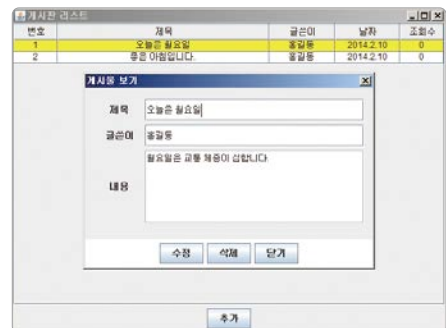 게시판 리스트
번호 제목 글쓴이 날짜 조회수
1 오늘은 월요일 홍길동 2014.2.10 0
2 좋은 아침입니다. 홍길동 2014.2.10 0
게시물 보기
제목 오늘은 월요일
글쓴이 홍길동
내용 월요일은 교통 체증이 심합니다.
수정 삭제 닫기
추가